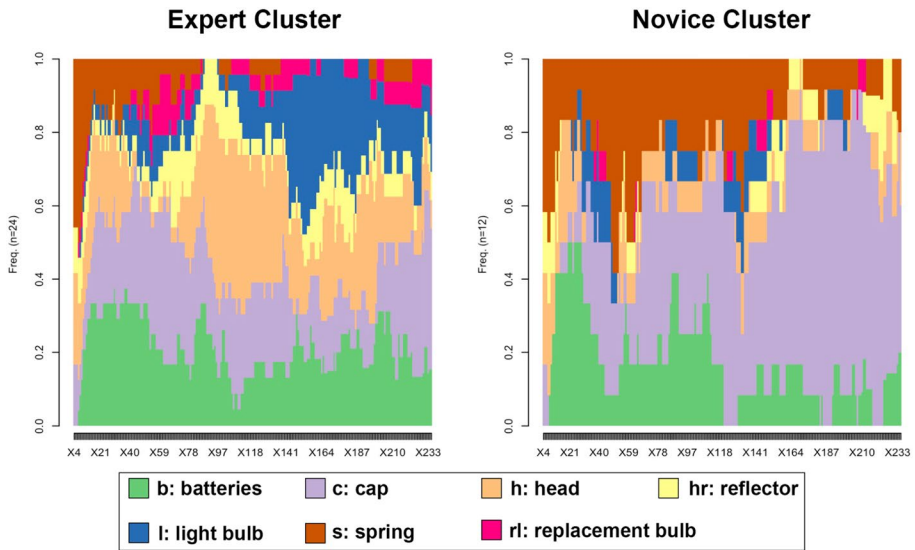 Expert Cluster
Novice Cluster
Freq. (n=24)
0.0 0.2 0.4 0.6 0.8 1.0
X4 X21 X40 X59 X78 X97 X118 X141 X164 X187 X210 X233
Freq. (n=12)
0.0 0.2 0.4 0.6 0.8 1.0
X4 X21 X40 X59 X78 X97 X118 X141 X164 X187 X210 X233
b: batteries c: cap h: head hr: reflector
l: light bulb s: spring rl: replacement bulb